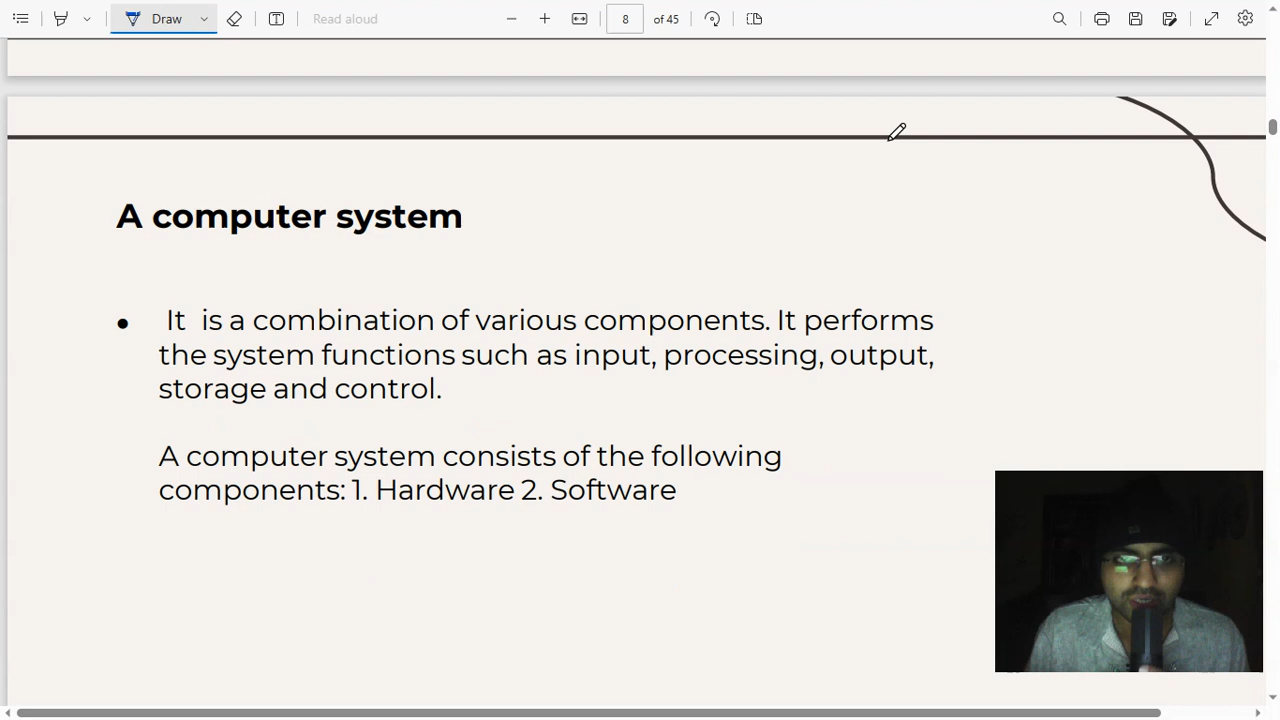 Draw
Read aloud
8 of 45
A computer system
• It is a combination of various components. It performs
the system functions such as input, processing, output,
storage and control.
A computer system consists of the following
components: 1. Hardware 2. Software